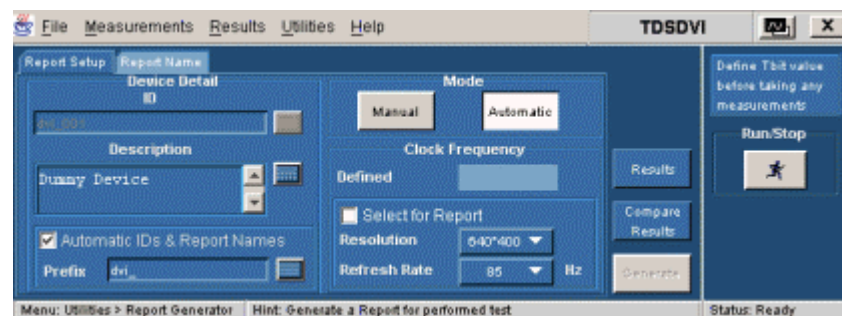 File Measurements Results Utilities Help TDSDVI X
Report Setup Report Name
Device Detail
ID
dvi_001
Description
Dummy Device
Automatic IDs & Report Names
Prefix dvi_
Mode
Manual Automatic
Clock Frequency
Defined
Select for Report
Resolution 640*400
Refresh Rate 85 Hz
Results
Compare
Results
Generate
Define Tbit value
before taking any
measurements
Run/Stop
Menu: Utilities > Report Generator Hint: Generate a Report for performed test Status: Ready